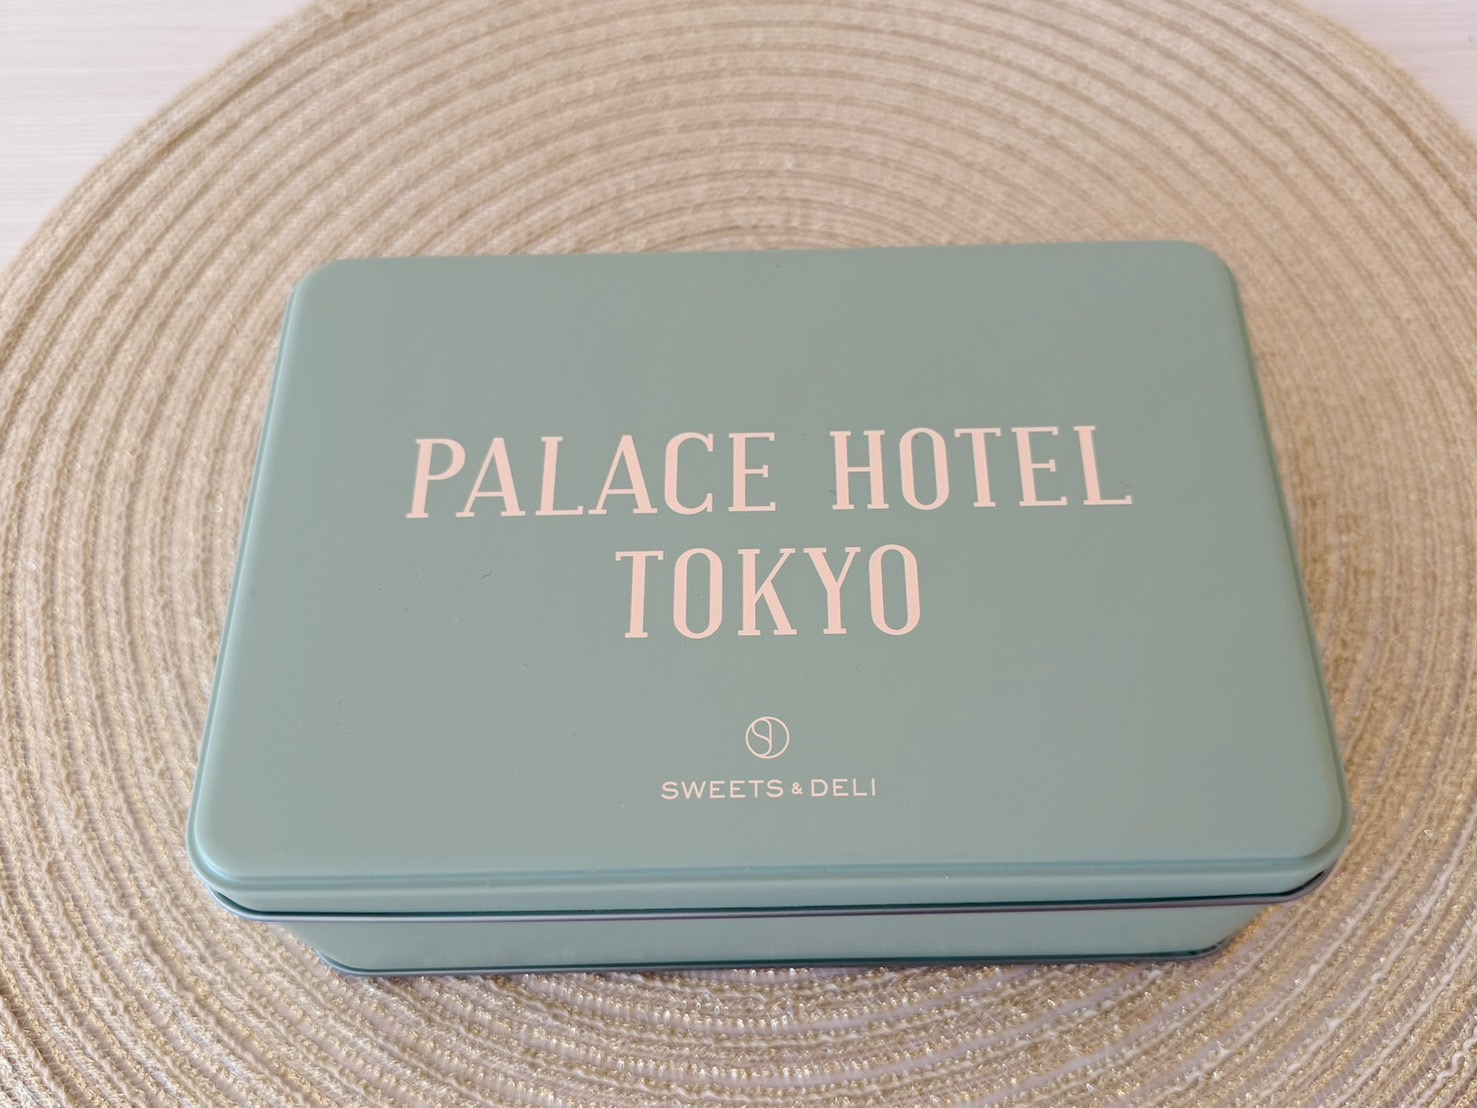 PALACE HOTEL
TOKYO
SWEETS & DELI